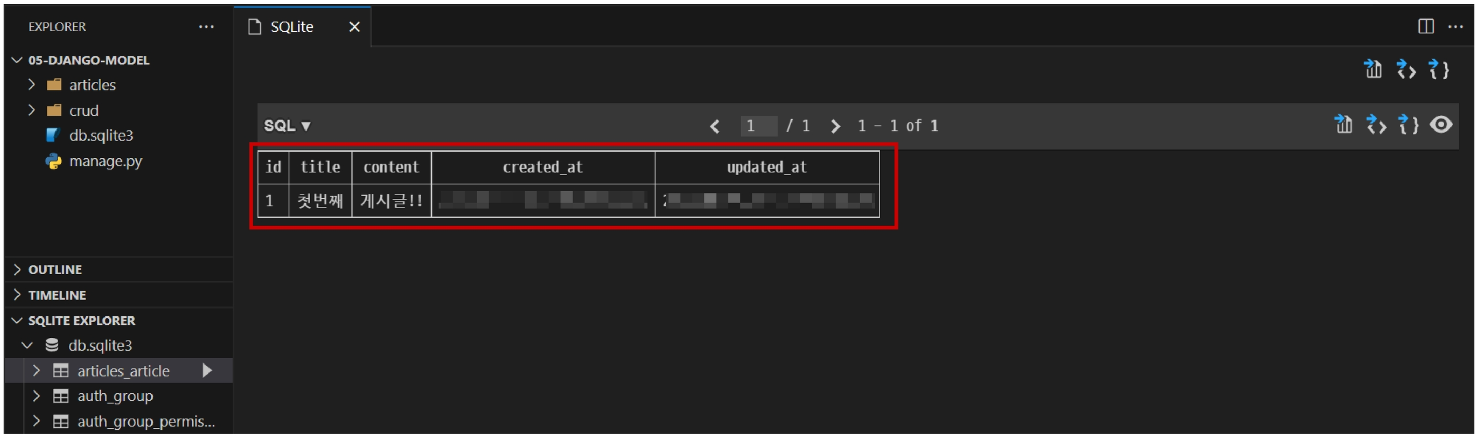 EXPLORER
SQLite
05-DJANGO-MODEL
articles
crud
db.sqlite3
manage.py
SQL ▼
1 / 1 1 - 1 of 1
id title content created_at updated_at
1 첫번째 게시글!!
OUTLINE
TIMELINE
SQLITE EXPLORER
db.sqlite3
articles_article
auth_group
auth_group_permis...